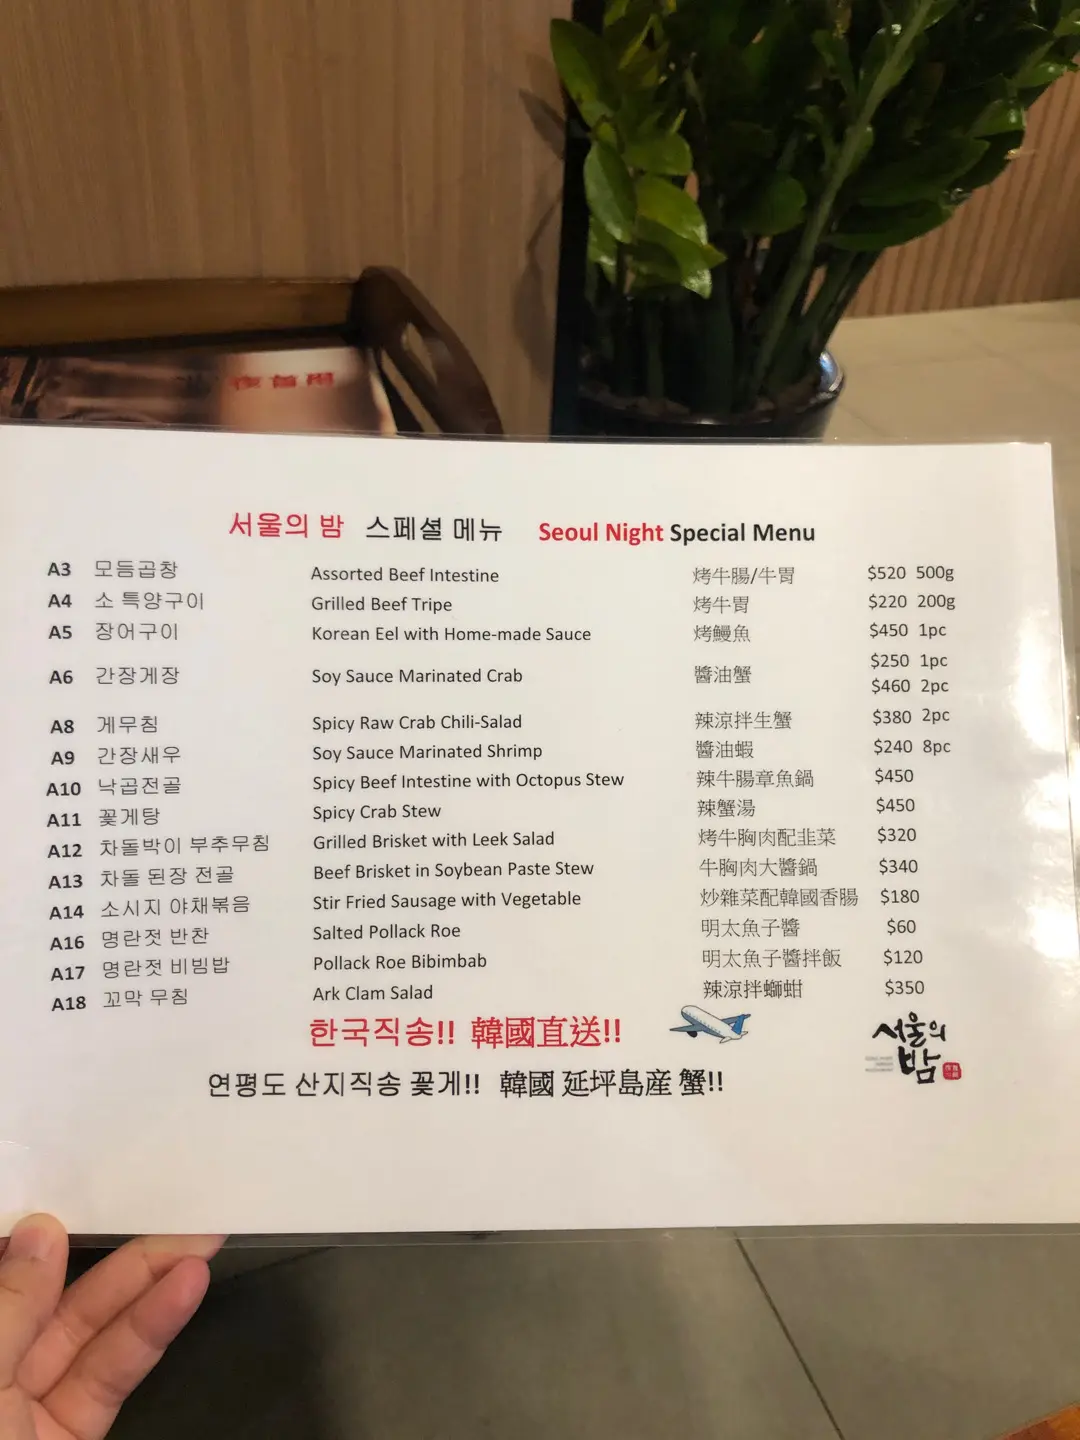 서울의 밤 스페셜 메뉴 Seoul Night Special Menu
A3 모듬곱창 Assorted Beef Intestine 烤牛腸/牛胃 $520 500g
A4 소 특양구이 Grilled Beef Tripe 烤牛胃 $220 200g
A5 장어구이 Korean Eel with Home-made Sauce 烤鰻魚 $450 1pc
A6 간장게장 Soy Sauce Marinated Crab 醬油蟹 $250 1pc
$460 2pc
A8 게무침 Spicy Raw Crab Chili-Salad 辣涼拌生蟹 $380 2pc
A9 간장새우 Soy Sauce Marinated Shrimp 醬油蝦 $240 8pc
A10 낙곱전골 Spicy Beef Intestine with Octopus Stew 辣牛腸章魚鍋 $450
A11 꽃게탕 Spicy Crab Stew 辣蟹湯 $450
A12 차돌박이 부추무침 Grilled Brisket with Leek Salad 烤牛胸肉配韭菜 $320
A13 차돌 된장 전골 Beef Brisket in Soybean Paste Stew 牛胸肉大醬鍋 $340
A14 소시지 야채볶음 Stir Fried Sausage with Vegetable 炒雜菜配韓國香腸 $180
A16 명란젓 반찬 Salted Pollack Roe 明太魚子醬 $60
A17 명란젓 비빔밥 Pollack Roe Bibimbab 明太魚子醬拌飯 $120
A18 꼬막 무침 Ark Clam Salad 辣涼拌螄蚶 $350
한국직송!! 韓國直送!!
연평도 산지직송 꽃게!! 韓國 延坪島産 蟹!!
서울의
밤